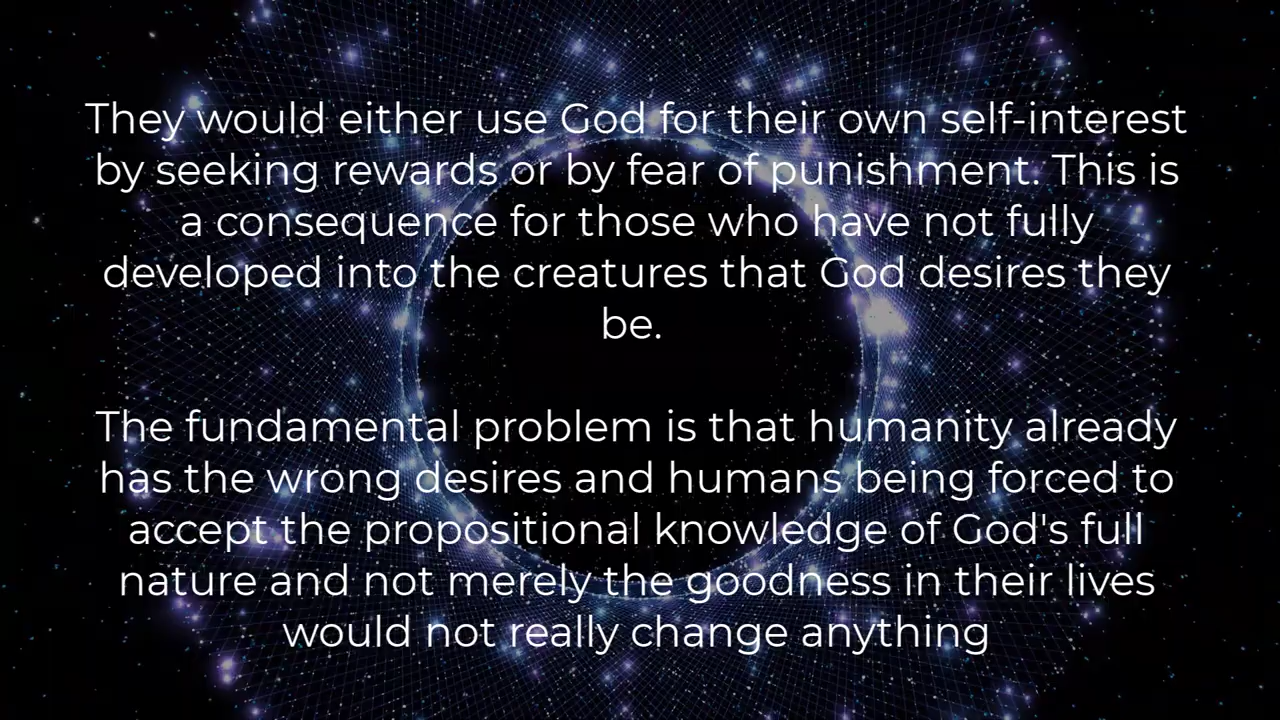 They would either use God for their own self-interest
by seeking rewards or by fear of punishment. This is
a consequence for those who have not fully
developed into the creatures that God desires they
be.
The fundamental problem is that humanity already
has the wrong desires and humans being forced to
accept the propositional knowledge of God's full
nature and not merely the goodness in their lives
would not really change anything